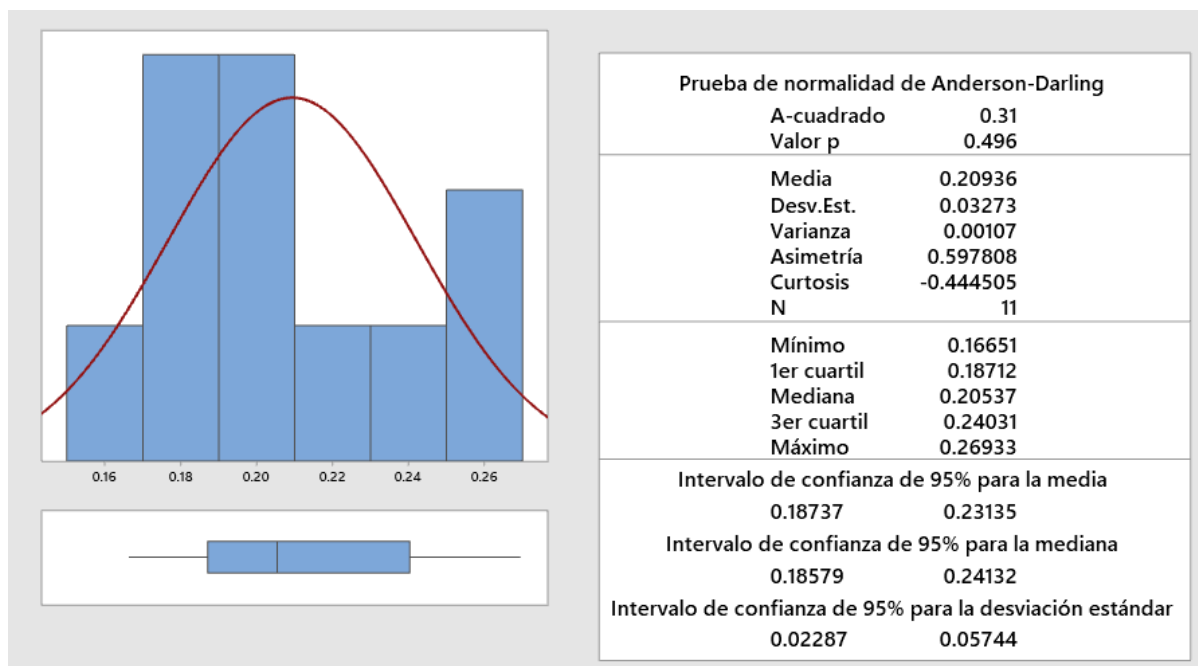 0.16 0.18 0.20 0.22 0.24 0.26
Prueba de normalidad de Anderson-Darling
A-cuadrado 0.31
Valor p 0.496
Media 0.20936
Desv.Est. 0.03273
Varianza 0.00107
Asimetría 0.597808
Curtosis -0.444505
N 11
Mínimo 0.16651
1er cuartil 0.18712
Mediana 0.20537
3er cuartil 0.24031
Máximo 0.26933
Intervalo de confianza de 95% para la media
0.18737 0.23135
Intervalo de confianza de 95% para la mediana
0.18579 0.24132
Intervalo de confianza de 95% para la desviación estándar
0.02287 0.05744